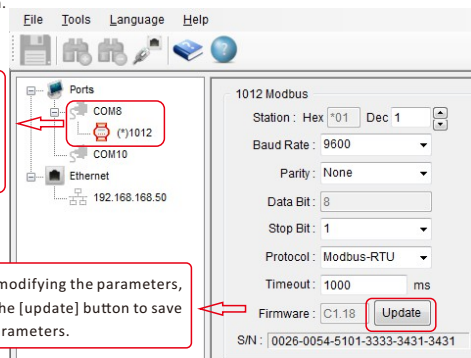 n.
File Tools Language Help
Ports
COM8
(*)1012
COM10
Ethernet
192.168.168.50
1012 Modbus
Station : Hex *01 Dec 1
Baud Rate : 9600
Parity : None
Data Bit : 8
Stop Bit : 1
Protocol : Modbus-RTU
Timeout : 1000 ms
Firmware : C1.18 Update
S/N : 0026-0054-5101-3333-3431-3431
modifying the parameters,
he [update] button to save
rameters.